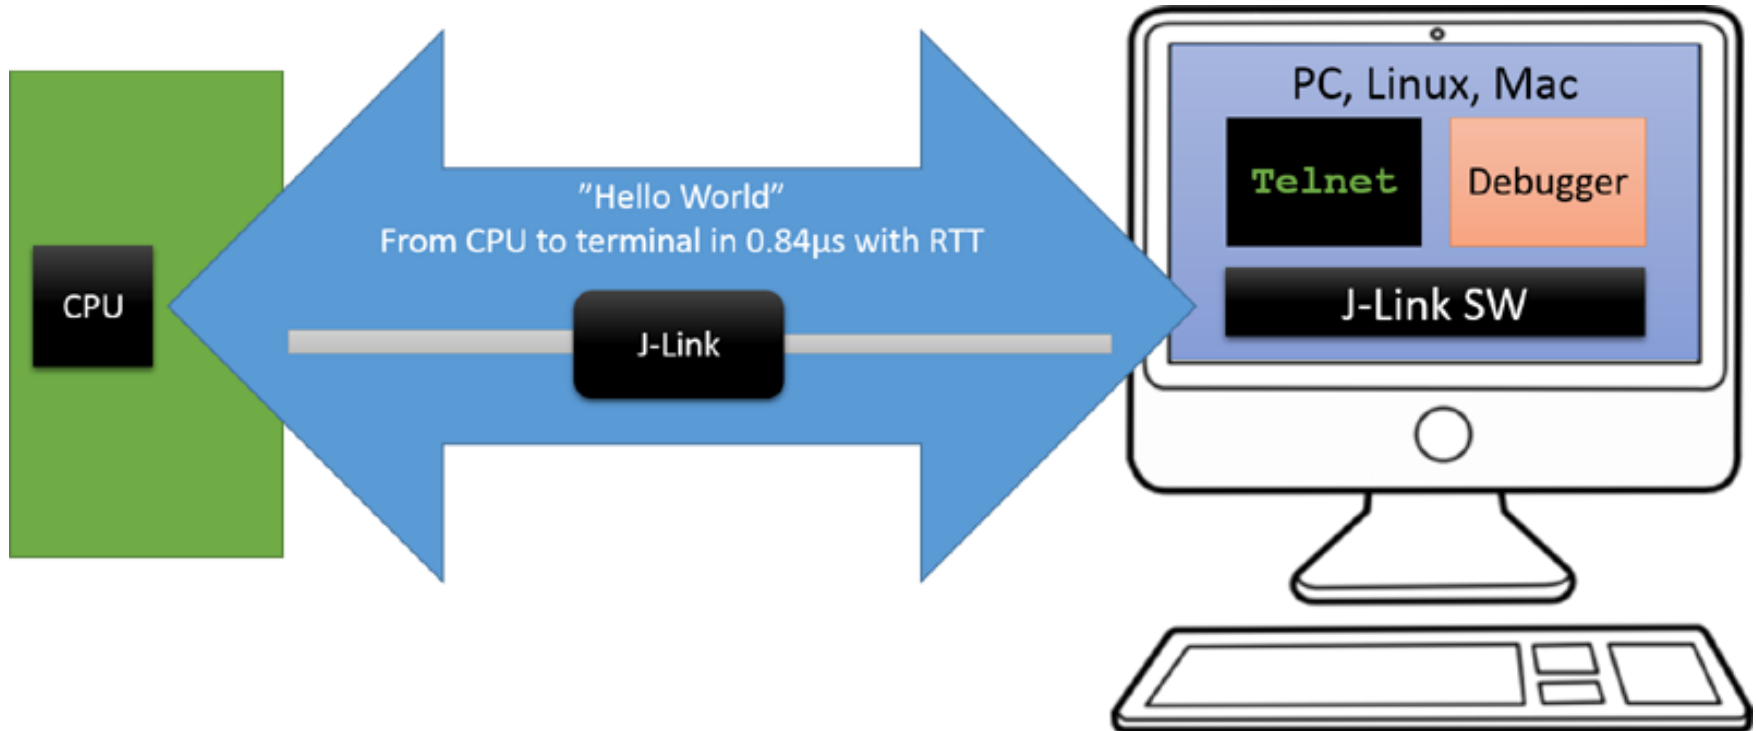 CPU
”Hello World”
From CPU to terminal in 0.84µs with RTT
J-Link
PC, Linux, Mac
Telnet
Debugger
J-Link SW